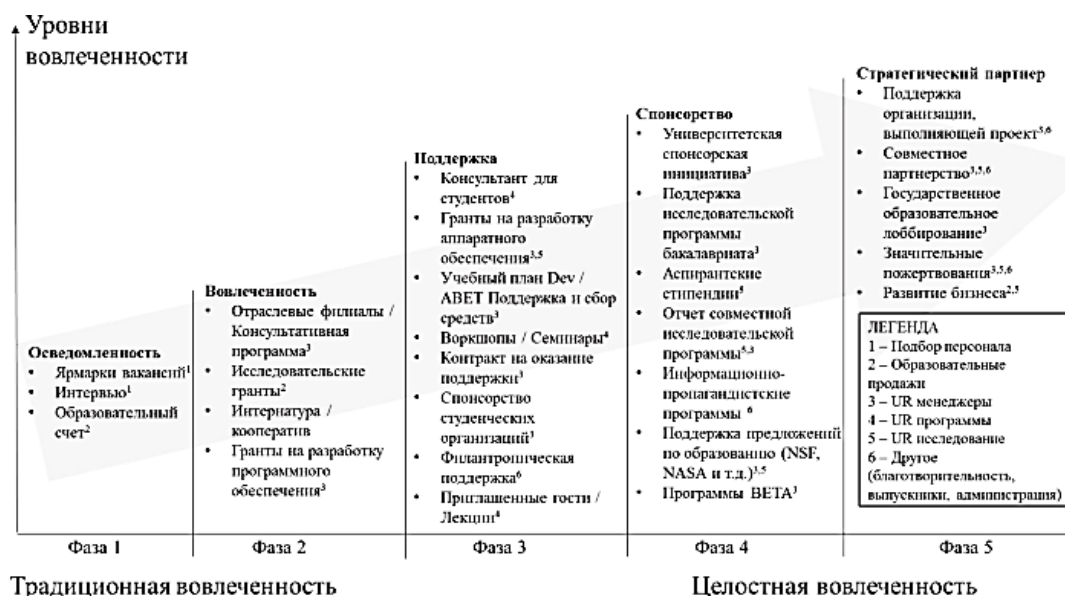 Уровни
вовлеченности
Осведомленность
• Ярмарки вакансий¹
• Интервью¹
• Образовательный
счет²
Вовлеченность
• Отраслевые филиалы /
Консультативная
программа³
• Исследовательские
гранты²
• Интернатура /
кооператив
• Гранты на разработку
программного
обеспечения³
Поддержка
• Консультант для
студентов⁴
• Гранты на разработку
аппаратного
обеспечения³,⁵
• Учебный план Dev /
ABET Поддержка и сбор
средств³
• Воркшопы / Семинары⁴
• Контракт на оказание
поддержки³
• Спонсорство
студенческих
организаций³
• Филантропическая
поддержка⁶
• Приглашенные гости /
Лекции⁴
Спонсорство
• Университетская
спонсорская
инициатива³
• Поддержка
исследовательской
программы
бакалавриата³
• Аспирантские
стипендии⁵
• Отчет совместной
исследовательской
программы⁵,³
• Информационно-
пропагандистские
программы ⁶
• Поддержка предложений
по образованию (NSF,
NASA и т.д.)³,⁵
• Программы BETA³
Стратегический партнер
• Поддержка
организации,
выполняющей проект⁵,⁶
• Совместное
партнерство³,⁵,⁶
• Государственное
образовательное
лоббирование³
• Значительные
пожертвования³,⁵,⁶
• Развитие бизнеса²,⁵
ЛЕГЕНДА
1 – Подбор персонала
2 – Образовательные
продажи
3 – UR менеджеры
4 – UR программы
5 – UR исследование
6 – Другое
(благотворительность,
выпускники, администрация)
Фаза 1
Фаза 2
Фаза 3
Фаза 4
Фаза 5
Традиционная вовлеченность
Целостная вовлеченность